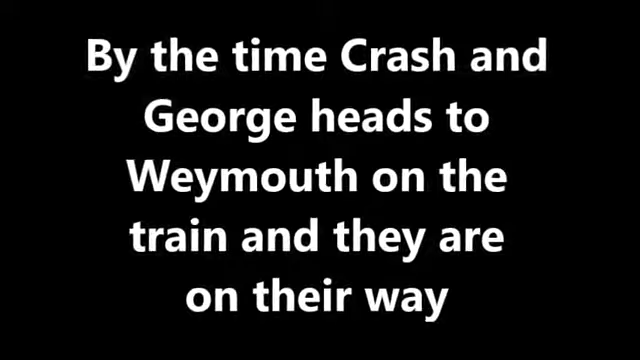 By the time Crash and
George heads to
Weymouth on the
train and they are
on their way